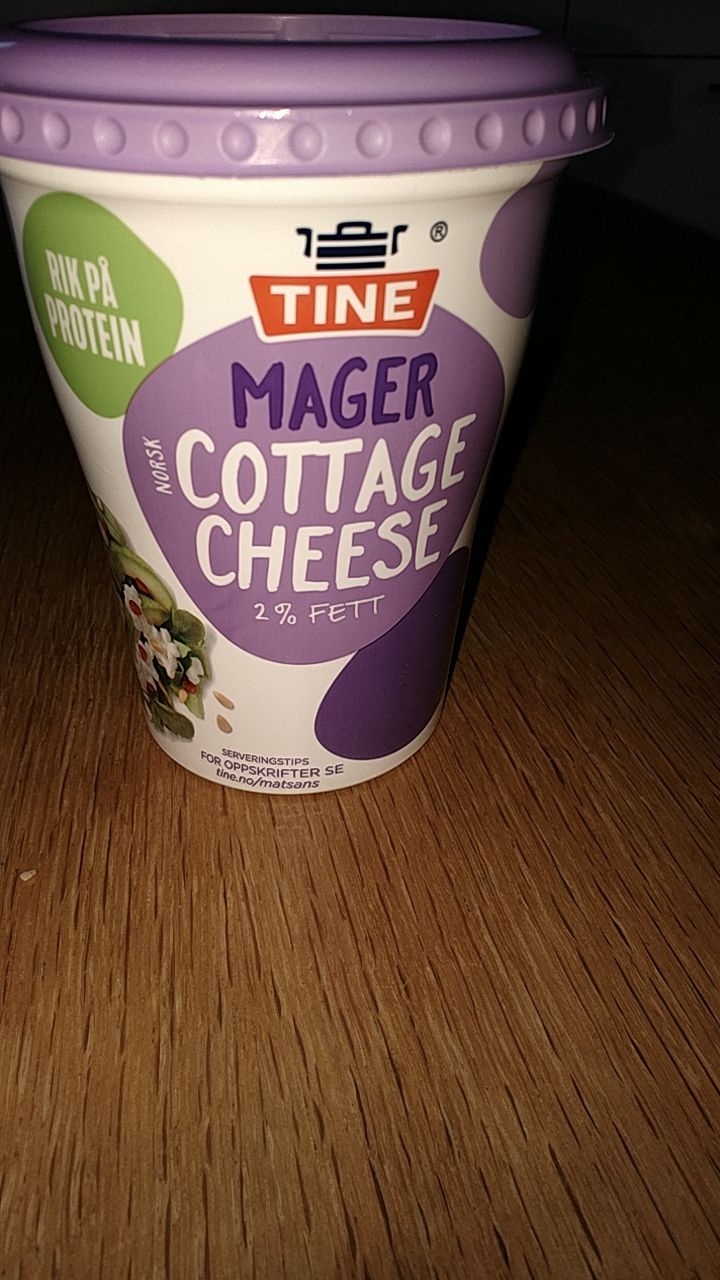 RIK PÅ
PROTEIN
®
TINE
MAGER
NORSK
COTTAGE
CHEESE
2% FETT
SERVERINGSTIPS
FOR OPPSKRIFTER SE
tine.no/matsans